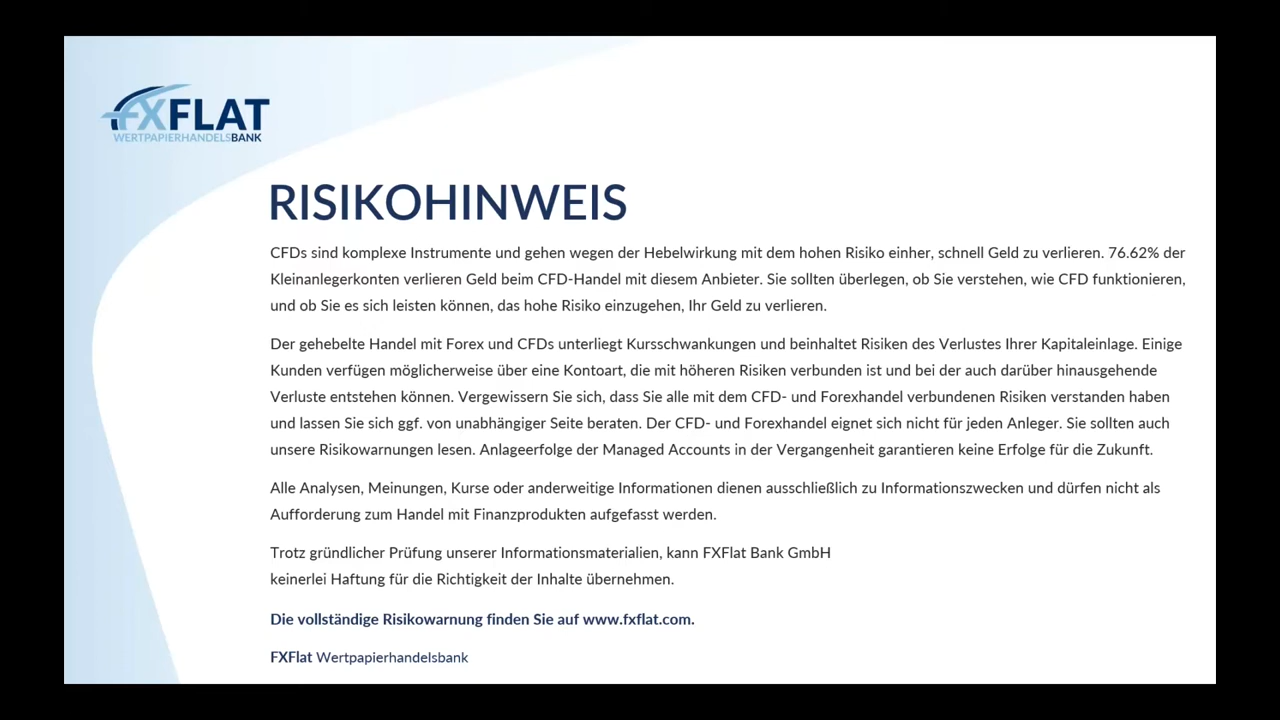 FXFLAT
WERTPAPIERHANDELSBANK
RISIKOHINWEIS
CFDs sind komplexe Instrumente und gehen wegen der Hebelwirkung mit dem hohen Risiko einher, schnell Geld zu verlieren. 76.62% der
Kleinanlegerkonten verlieren Geld beim CFD-Handel mit diesem Anbieter. Sie sollten überlegen, ob Sie verstehen, wie CFD funktionieren,
und ob Sie es sich leisten können, das hohe Risiko einzugehen, Ihr Geld zu verlieren.
Der gehebelte Handel mit Forex und CFDs unterliegt Kursschwankungen und beinhaltet Risiken des Verlustes Ihrer Kapitaleinlage. Einige
Kunden verfügen möglicherweise über eine Kontoart, die mit höheren Risiken verbunden ist und bei der auch darüber hinausgehende
Verluste entstehen können. Vergewissern Sie sich, dass Sie alle mit dem CFD- und Forexhandel verbundenen Risiken verstanden haben
und lassen Sie sich ggf. von unabhängiger Seite beraten. Der CFD- und Forexhandel eignet sich nicht für jeden Anleger. Sie sollten auch
unsere Risikowarnungen lesen. Anlageerfolge der Managed Accounts in der Vergangenheit garantieren keine Erfolge für die Zukunft.
Alle Analysen, Meinungen, Kurse oder anderweitige Informationen dienen ausschließlich zu Informationszwecken und dürfen nicht als
Aufforderung zum Handel mit Finanzprodukten aufgefasst werden.
Trotz gründlicher Prüfung unserer Informationsmaterialien, kann FXFlat Bank GmbH
keinerlei Haftung für die Richtigkeit der Inhalte übernehmen.
Die vollständige Risikowarnung finden Sie auf www.fxflat.com.
FXFlat Wertpapierhandelsbank